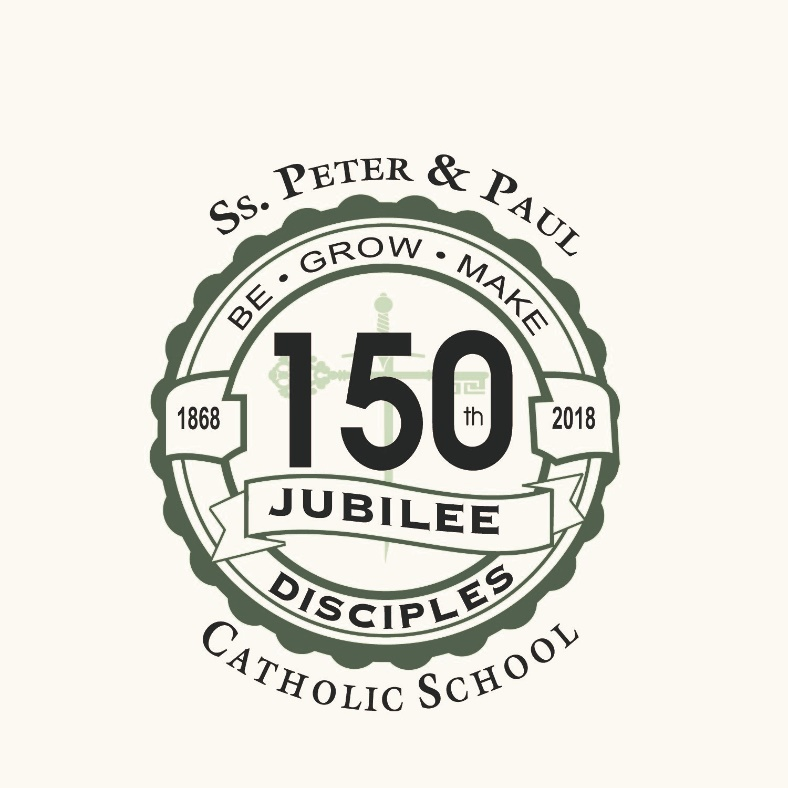 Ss. PETER & PAUL
BE • GROW • MAKE
150
th
1868
2018
JUBILEE
DISCIPLES
CATHOLIC SCHOOL